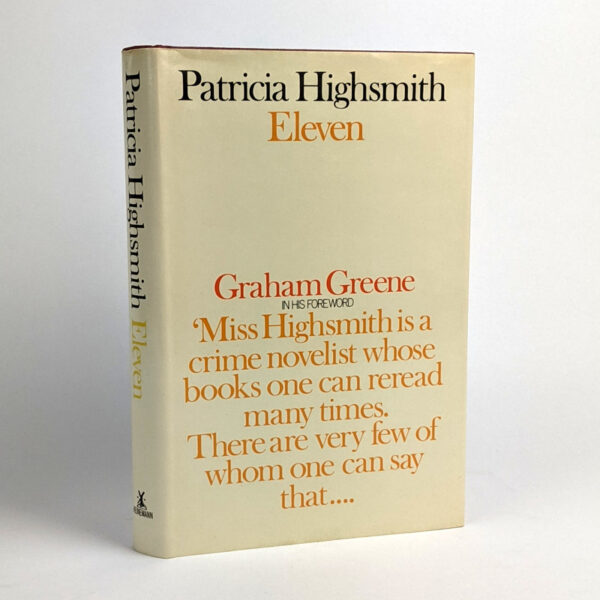 Patricia Highsmith
Eleven
Graham Greene
IN HIS FOREWORD
‘Miss Highsmith is a
crime novelist whose
books one can reread
many times.
There are very few of
whom one can say
that....
Patricia Highsmith Eleven
HEINEMANN